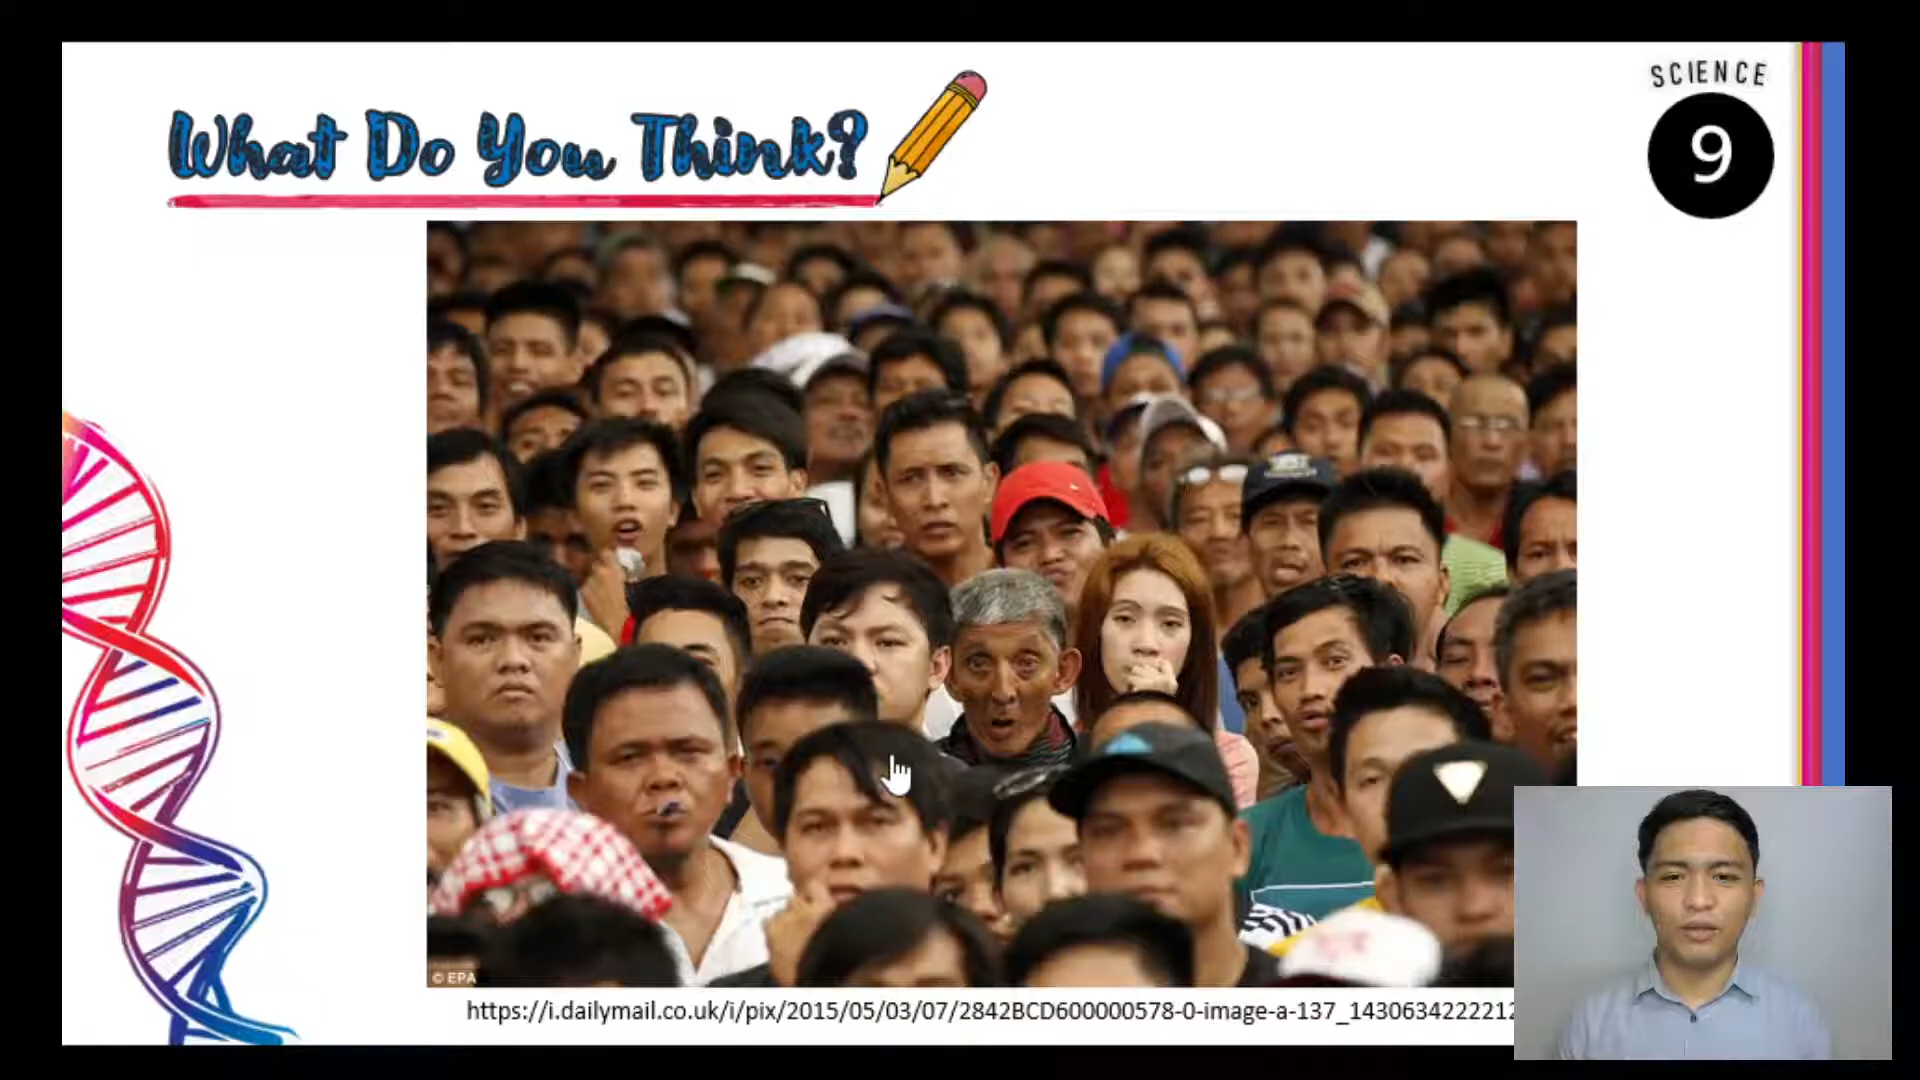 What Do You Think?
SCIENCE
9
© EPA
https://i.dailymail.co.uk/i/pix/2015/05/03/07/2842BCD600000578-0-image-a-137_1430634222212